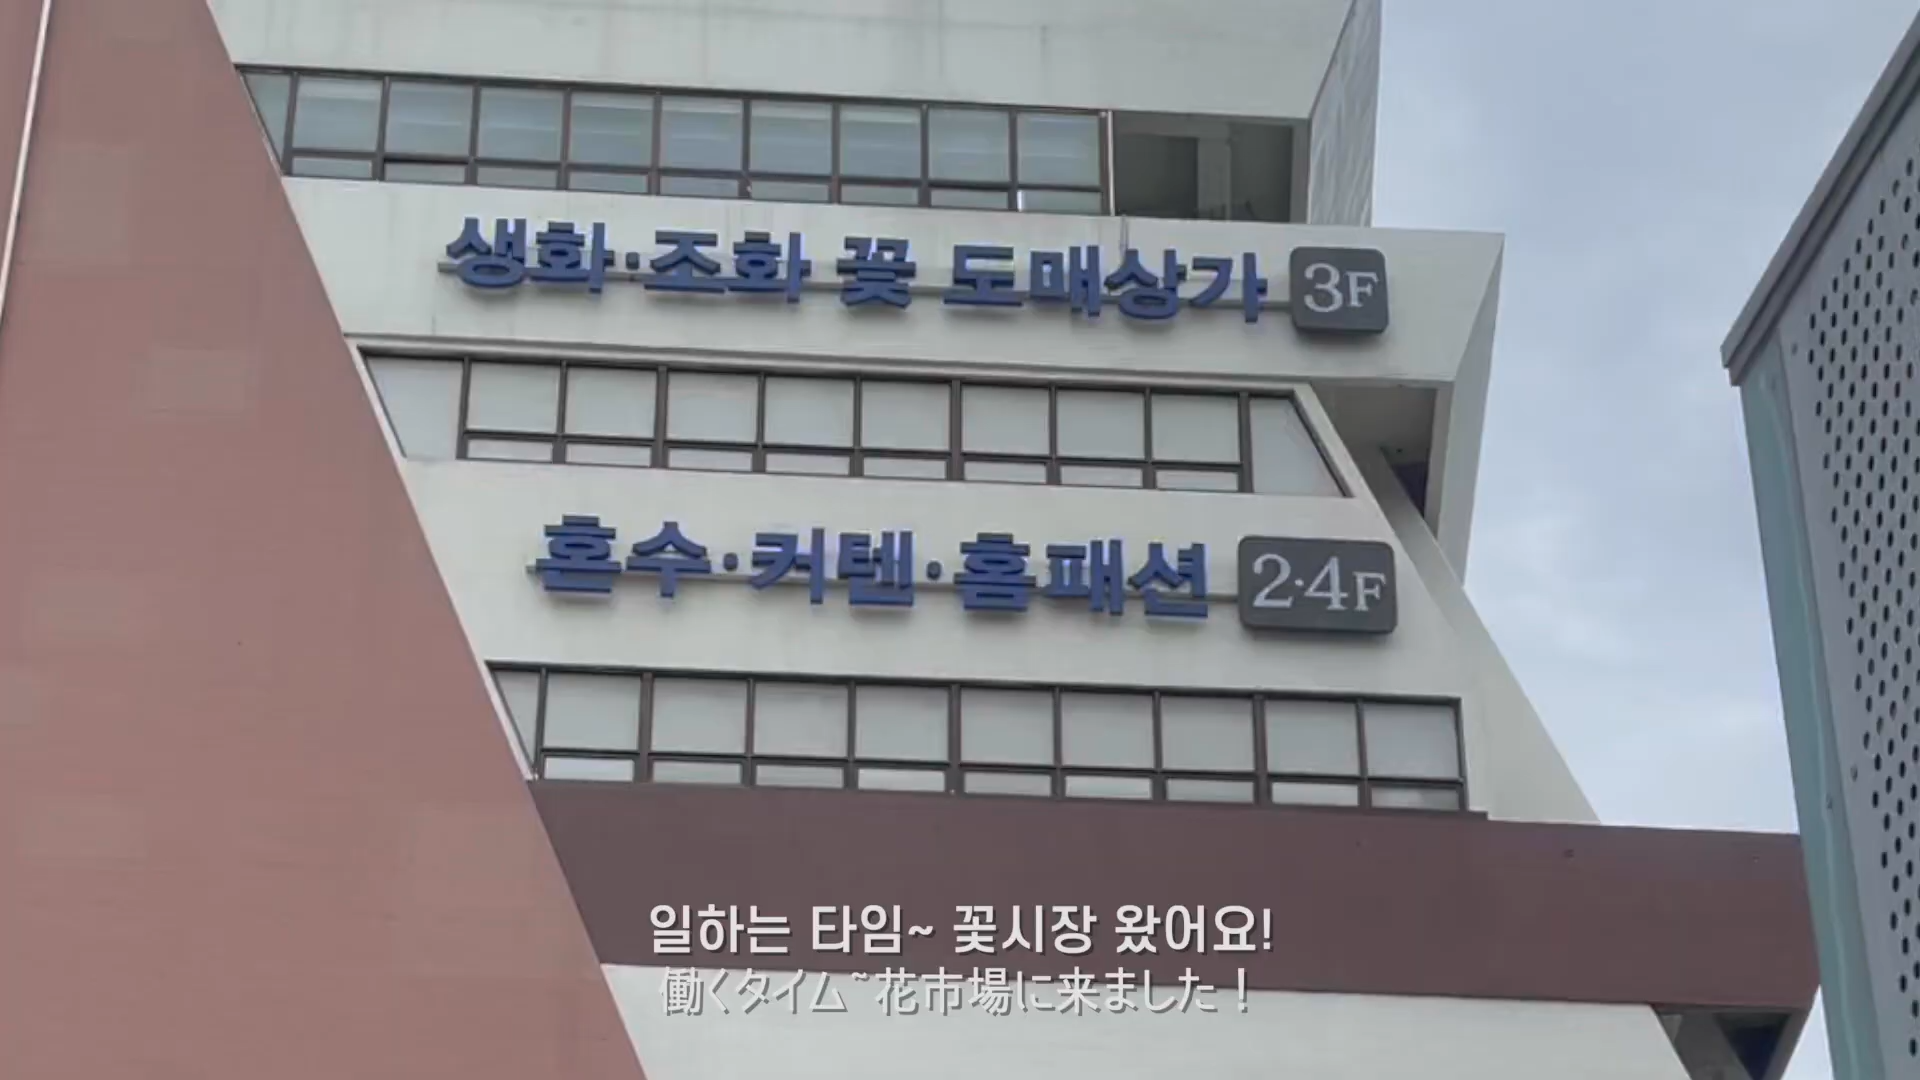 생화·조화 꽃 도매상가 3F
혼수·커텐·홈패션 2·4F
일하는 타임~ 꽃시장 왔어요!
働くタイム~花市場に来ました！